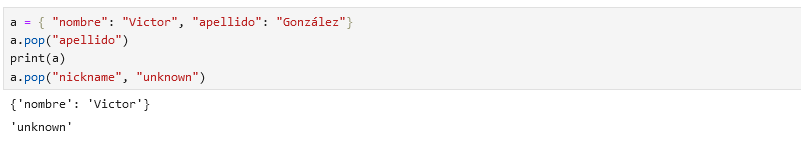 a = { "nombre": "Victor", "apellido": "González"}
a.pop("apellido")
print(a)
a.pop("nickname", "unknown")
{'nombre': 'Victor'}
'unknown'